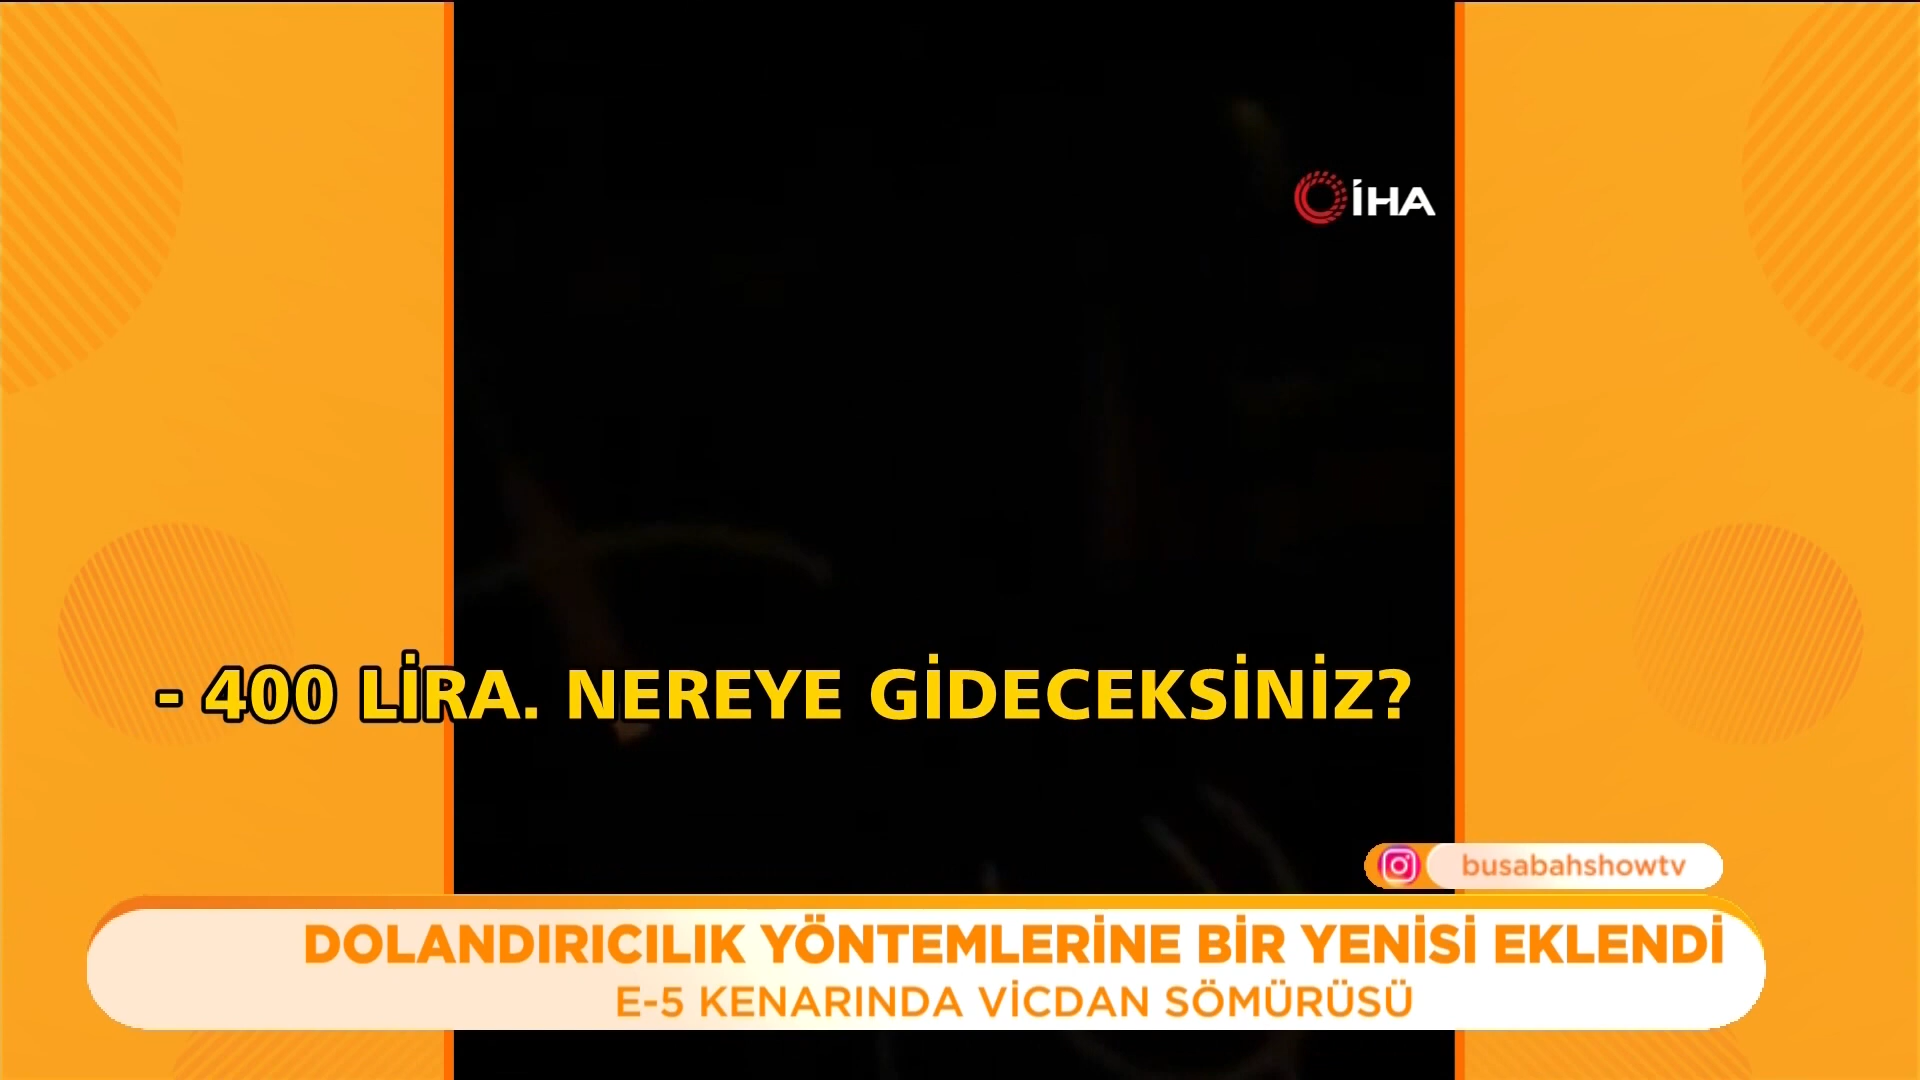 İHA
- 400 LİRA. NEREYE GİDECEKSİNİZ?
busabahshowtv
DOLANDIRICILIK YÖNTEMLERİNE BİR YENİSİ EKLENDİ
E-5 KENARINDA VİCDAN SÖMÜRÜSÜ